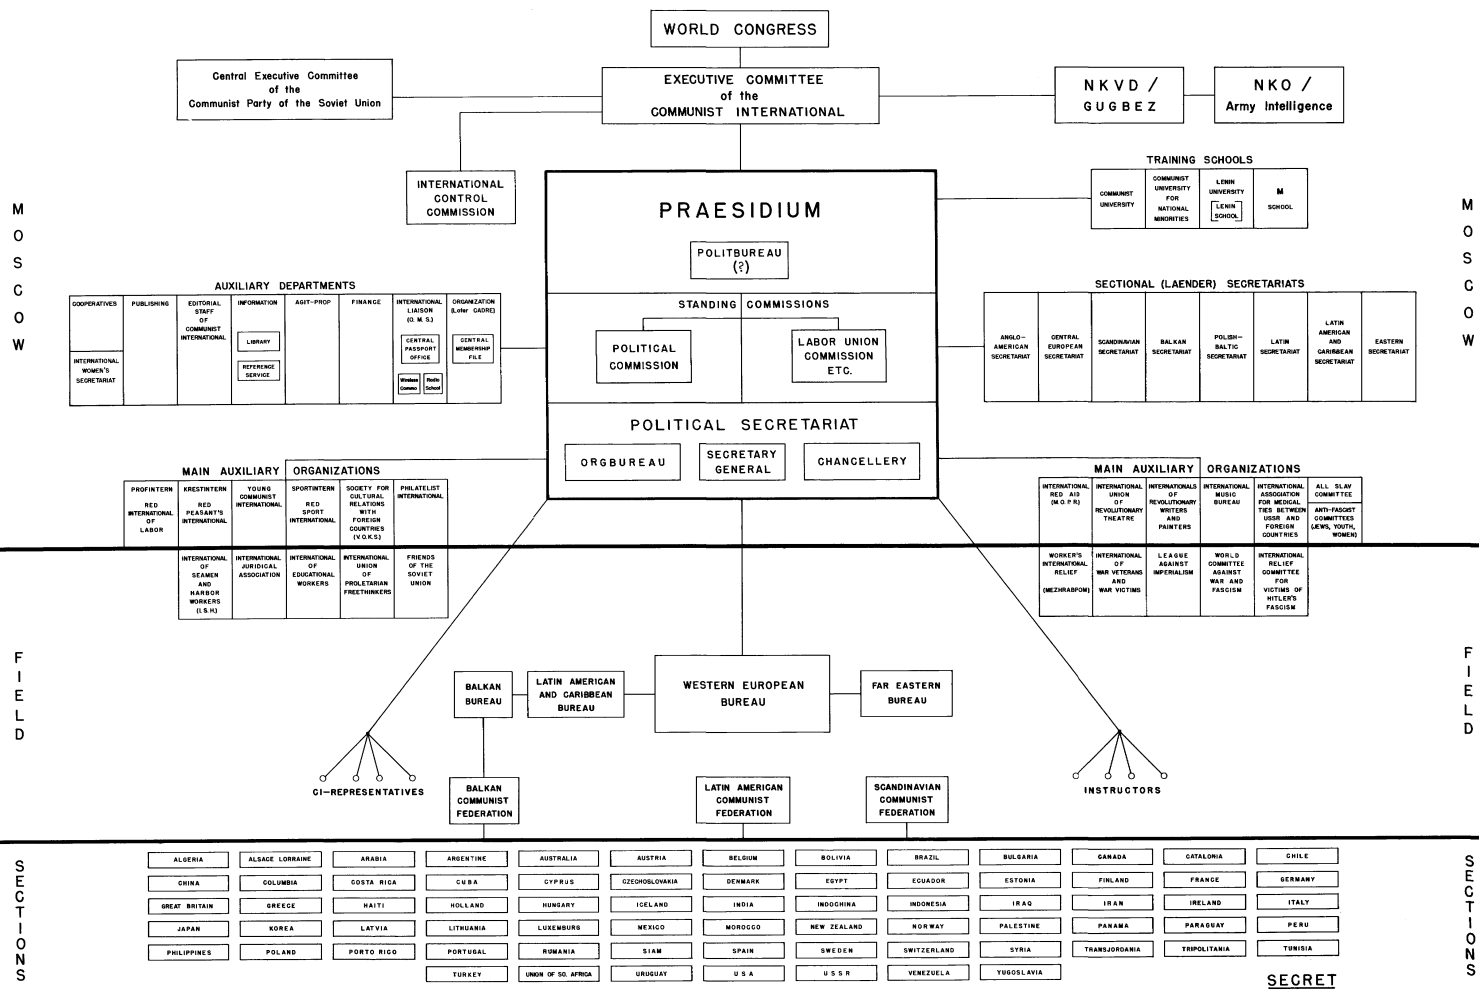 WORLD CONGRESS
Central Executive Committee
of the
Communist Party of the Soviet Union
EXECUTIVE COMMITTEE
of the
COMMUNIST INTERNATIONAL
NKVD /
GUGBEZ
NKO /
Army Intelligence
INTERNATIONAL
CONTROL
COMMISSION
TRAINING SCHOOLS
COMMUNIST
UNIVERSITY
COMMUNIST
UNIVERSITY
FOR
NATIONAL
MINORITIES
LENIN
UNIVERSITY
[LENIN
SCHOOL]
M
SCHOOL
MOSCOW
MOSCOW
PRAESIDIUM
POLITBUREAU
(?)
STANDING COMMISSIONS
POLITICAL
COMMISSION
LABOR UNION
COMMISSION
ETC.
POLITICAL SECRETARIAT
ORGBUREAU
SECRETARY
GENERAL
CHANCELLERY
AUXILIARY DEPARTMENTS
COOPERATIVES
INTERNATIONAL
WOMEN'S
SECRETARIAT
PUBLISHING
EDITORIAL
STAFF
OF
COMMUNIST
INTERNATIONAL
INFORMATION
LIBRARY
REFERENCE
SERVICE
AGIT-PROP
FINANCE
INTERNATIONAL
LIAISON
(O. M. S.)
CENTRAL
PASSPORT
OFFICE
Wireless
Commo
Radio
School
ORGANIZATION
(Later CADRE)
CENTRAL
MEMBERSHIP
FILE
SECTIONAL (LAENDER) SECRETARIATS
ANGLO-
AMERICAN
SECRETARIAT
CENTRAL
EUROPEAN
SECRETARIAT
SCANDINAVIAN
SECRETARIAT
BALKAN
SECRETARIAT
POLISH-
BALTIC
SECRETARIAT
LATIN
SECRETARIAT
LATIN
AMERICAN
AND
CARIBBEAN
SECRETARIAT
EASTERN
SECRETARIAT
MAIN AUXILIARY ORGANIZATIONS
PROFINTERN
RED
INTERNATIONAL
OF
LABOR
KRESTINTERN
RED
PEASANT'S
INTERNATIONAL
YOUNG
COMMUNIST
INTERNATIONAL
SPORTINTERN
RED
SPORT
INTERNATIONAL
SOCIETY FOR
CULTURAL
RELATIONS
WITH
FOREIGN
COUNTRIES
(V.O.K.S.)
PHILATELIST
INTERNATIONAL
INTERNATIONAL
OF
SEAMEN
AND
HARBOR
WORKERS
(I. S. H.)
INTERNATIONAL
JURIDICAL
ASSOCIATION
INTERNATIONAL
OF
EDUCATIONAL
WORKERS
INTERNATIONAL
UNION
OF
PROLETARIAN
FREETHINKERS
FRIENDS
OF THE
SOVIET
UNION
MAIN AUXILIARY ORGANIZATIONS
INTERNATIONAL
RED AID
(M.O.P.R)
INTERNATIONAL
UNION
OF
REVOLUTIONARY
THEATRE
INTERNATIONALS
OF
REVOLUTIONARY
WRITERS
AND
PAINTERS
INTERNATIONAL
MUSIC
BUREAU
INTERNATIONAL
ASSOCIATION
FOR MEDICAL
TIES BETWEEN
USSR AND
FOREIGN
COUNTRIES
ALL SLAV
COMMITTEE
ANTI-FASCIST
COMMITTEES
(JEWS, YOUTH,
WOMEN)
WORKER'S
INTERNATIONAL
RELIEF
(MEZHRABPOM)
INTERNATIONAL
OF
WAR VETERANS
AND
WAR VICTIMS
LEAGUE
AGAINST
IMPERIALISM
WORLD
COMMITTEE
AGAINST
WAR AND
FASCISM
INTERNATIONAL
RELIEF
COMMITTEE
FOR
VICTIMS OF
HITLER'S
FASCISM
FIELD
FIELD
BALKAN
BUREAU
LATIN AMERICAN
AND CARIBBEAN
BUREAU
WESTERN EUROPEAN
BUREAU
FAR EASTERN
BUREAU
CI-REPRESENTATIVES
INSTRUCTORS
BALKAN
COMMUNIST
FEDERATION
LATIN AMERICAN
COMMUNIST
FEDERATION
SCANDINAVIAN
COMMUNIST
FEDERATION
SECTIONS
SECTIONS
ALGERIA ALSACE LORRAINE ARABIA ARGENTINE AUSTRALIA AUSTRIA BELGIUM BOLIVIA BRAZIL BULGARIA CANADA CATALONIA CHILE
CHINA COLUMBIA COSTA RICA CUBA CYPRUS CZECHOSLOVAKIA DENMARK EGYPT ECUADOR ESTONIA FINLAND FRANCE GERMANY
GREAT BRITAIN GREECE HAITI HOLLAND HUNGARY ICELAND INDIA INDOCHINA INDONESIA IRAQ IRAN IRELAND ITALY
JAPAN KOREA LATVIA LITHUANIA LUXEMBURG MEXICO MOROCCO NEW ZEALAND NORWAY PALESTINE PANAMA PARAGUAY PERU
PHILIPPINES POLAND PORTO RICO PORTUGAL RUMANIA SIAM SPAIN SWEDEN SWITZERLAND SYRIA TRANSJORDANIA TRIPOLITANIA TUNISIA
TURKEY UNION OF SO. AFRICA URUGUAY USA USSR VENEZUELA YUGOSLAVIA
SECRET